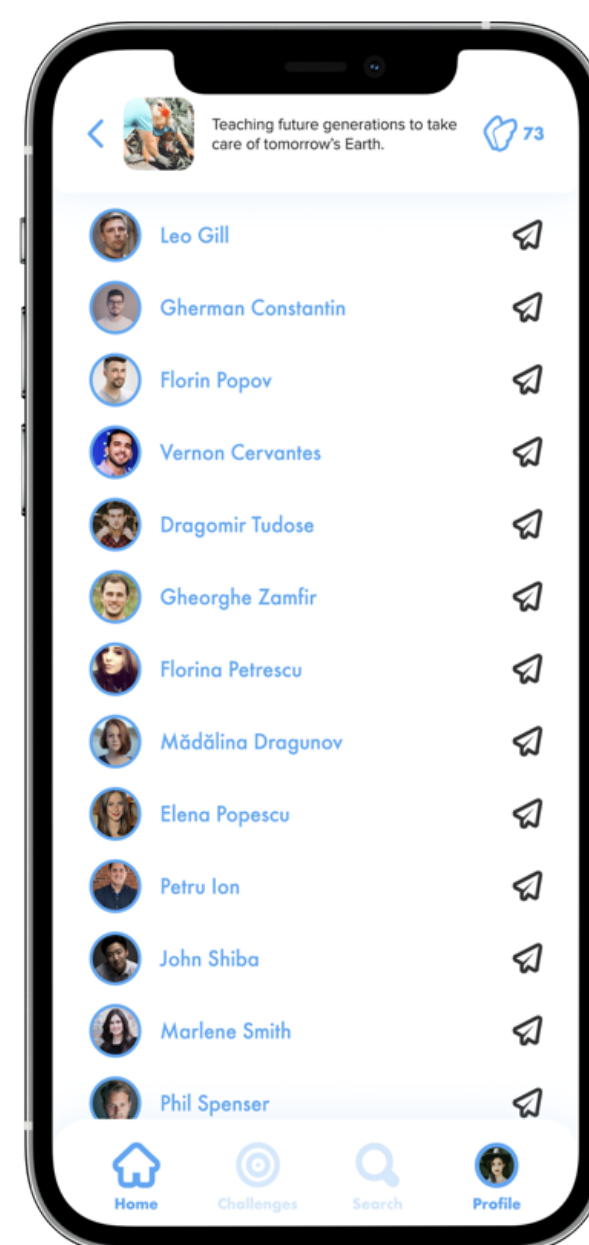 Teaching future generations to take
care of tomorrow's Earth.
73
Leo Gill
Gherman Constantin
Florin Popov
Vernon Cervantes
Dragomir Tudose
Gheorghe Zamfir
Florina Petrescu
Mădălina Dragunov
Elena Popescu
Petru Ion
John Shiba
Marlene Smith
Phil Spenser
Home
Challenges
Search
Profile